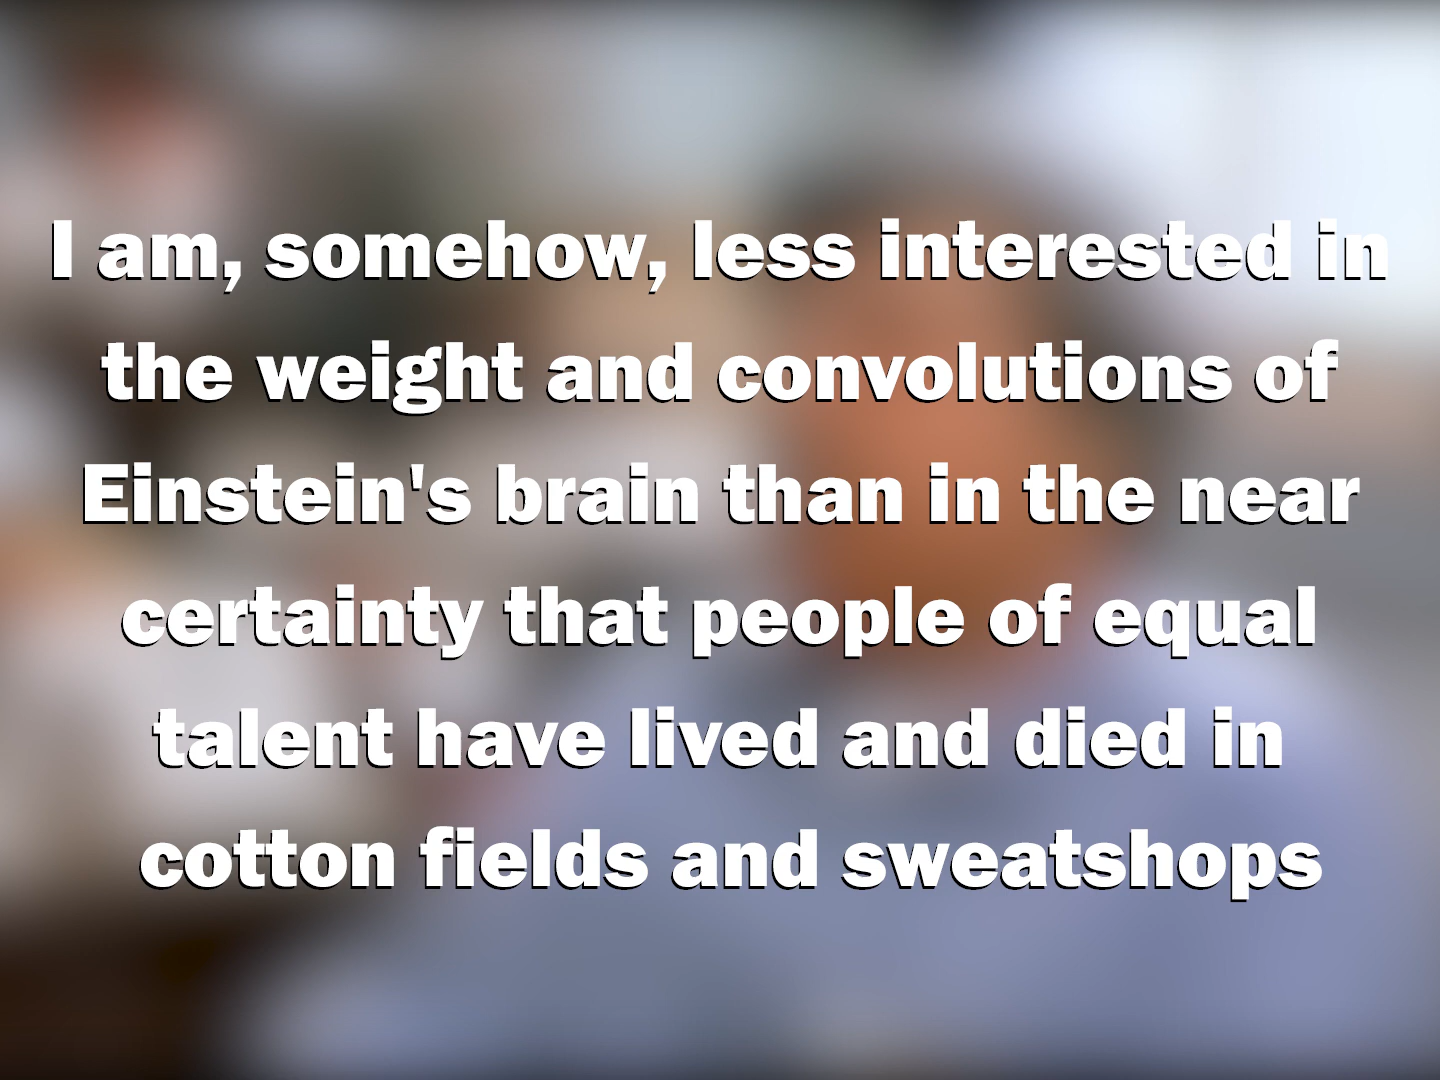 I am, somehow, less interested in
the weight and convolutions of
Einstein's brain than in the near
certainty that people of equal
talent have lived and died in
cotton fields and sweatshops